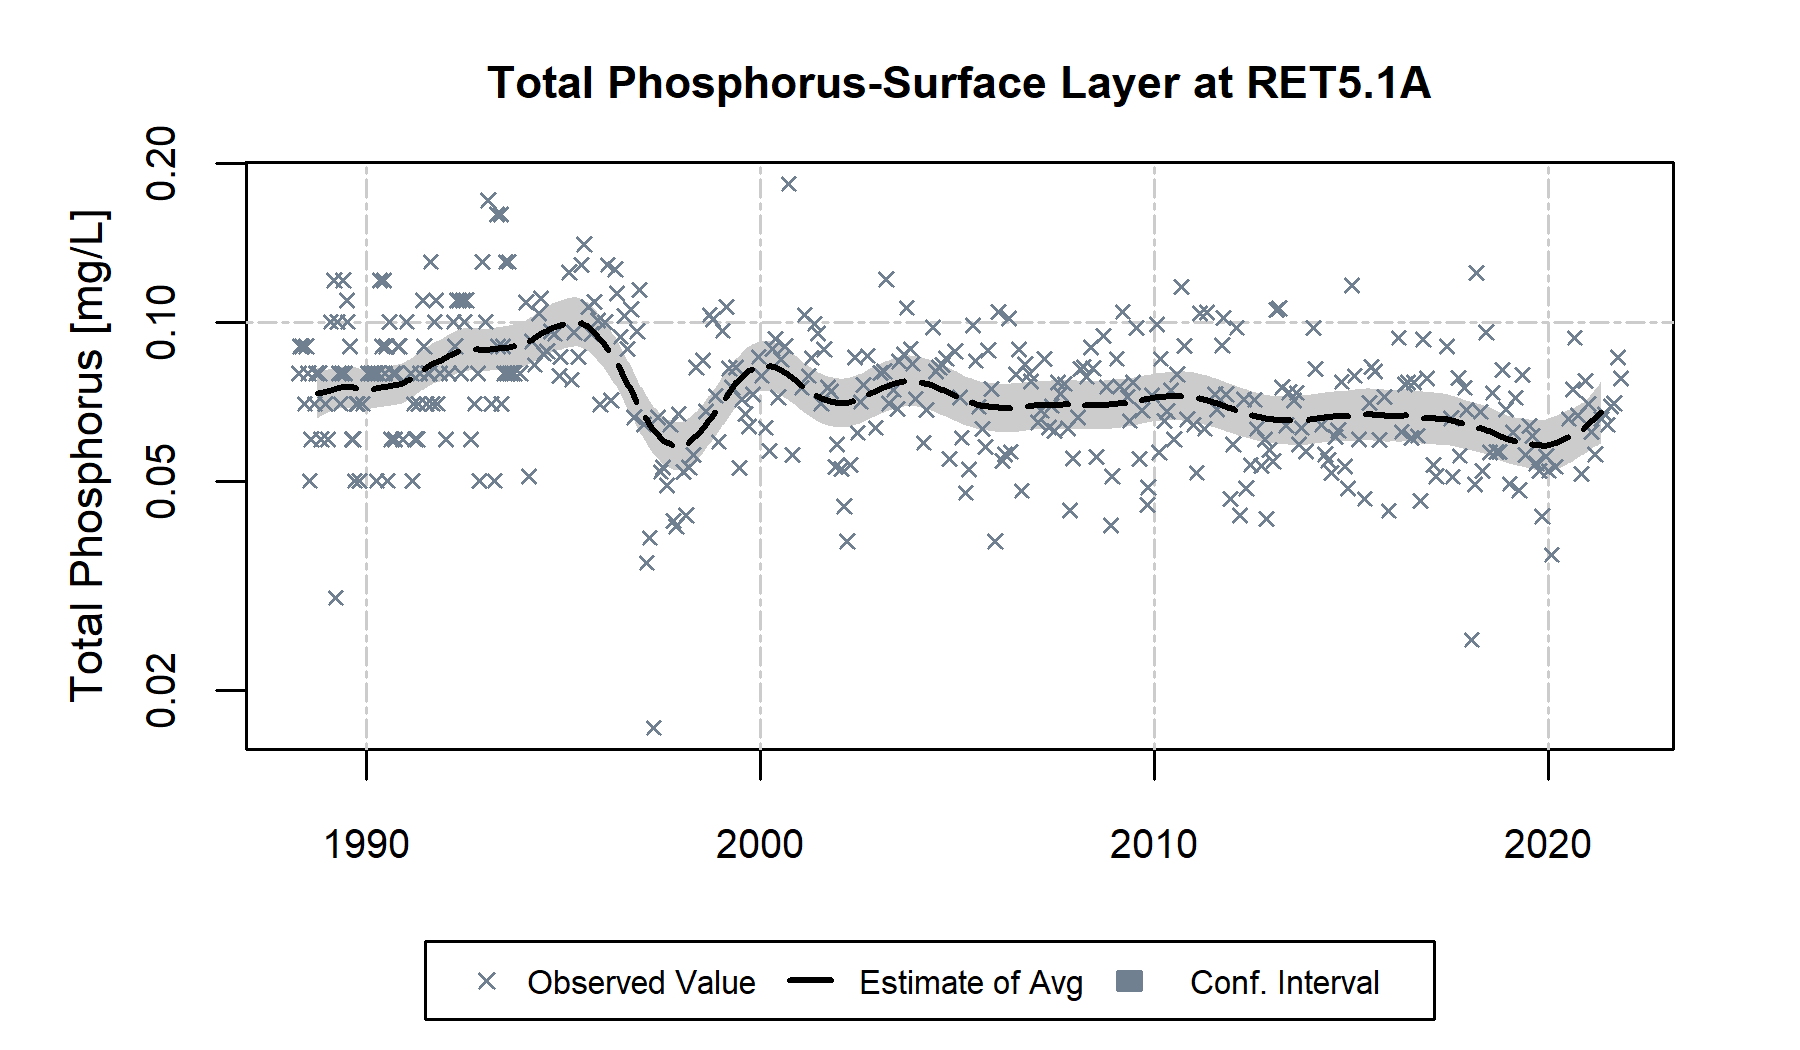 Total Phosphorus-Surface Layer at RET5.1A
Total Phosphorus [mg/L]
0.20
0.10
0.05
0.02
1990 2000 2010 2020
Observed Value Estimate of Avg Conf. Interval